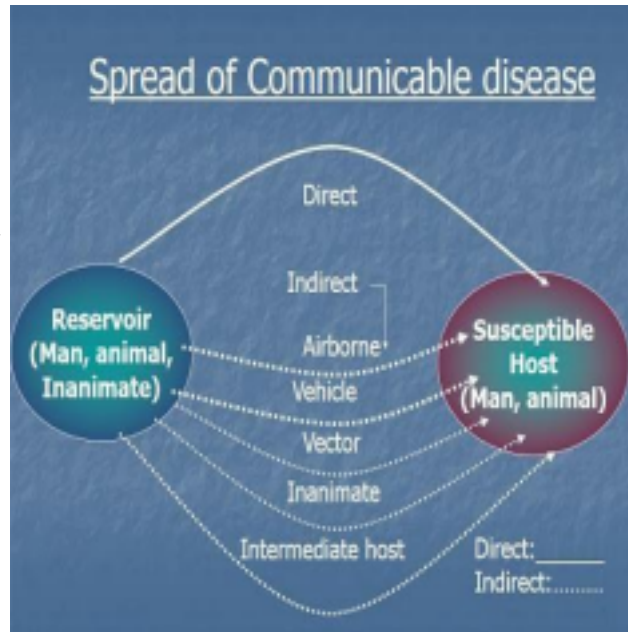 Spread of Communicable disease
Direct
Indirect
Reservoir
(Man, animal,
Inanimate)
Airborne
Vehicle
Vector
Inanimate
Intermediate host
Susceptible
Host
(Man, animal)
Direct:______
Indirect:........